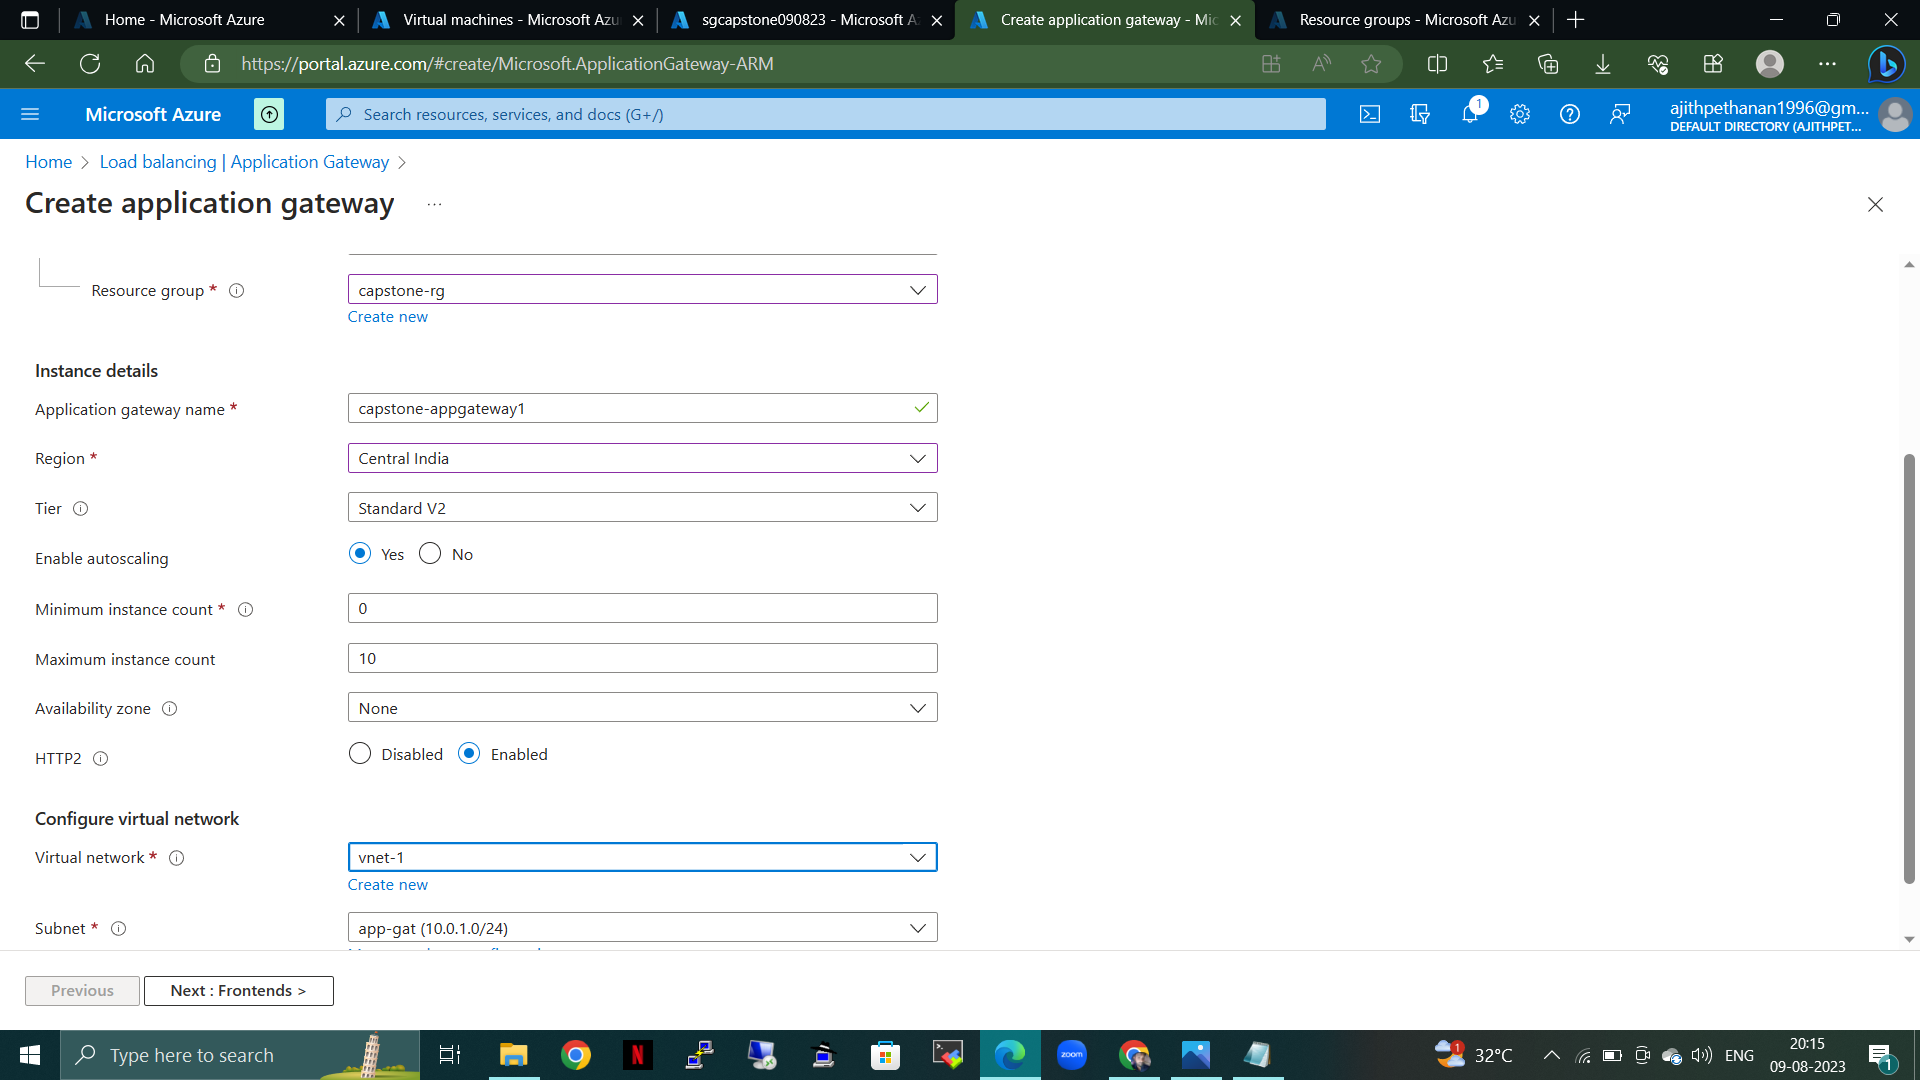 Home - Microsoft Azure
Virtual machines - Microsoft Azu
sgcapstone090823 - Microsoft A
Create application gateway - Mic
Resource groups - Microsoft Azu
https://portal.azure.com/#create/Microsoft.ApplicationGateway-ARM
Microsoft Azure
Search resources, services, and docs (G+/)
1
ajithpethanan1996@gm...
DEFAULT DIRECTORY (AJITHPET...
Home > Load balancing | Application Gateway >
Create application gateway ...
Resource group *
capstone-rg
Create new
Instance details
Application gateway name *
capstone-appgateway1
Region *
Central India
Tier
Standard V2
Enable autoscaling
Yes No
Minimum instance count *
0
Maximum instance count
10
Availability zone
None
HTTP2
Disabled Enabled
Configure virtual network
Virtual network *
vnet-1
Create new
Subnet *
app-gat (10.0.1.0/24)
Previous
Next : Frontends >
Type here to search
N
zoom
1
32°C
ENG
20:15
09-08-2023
1